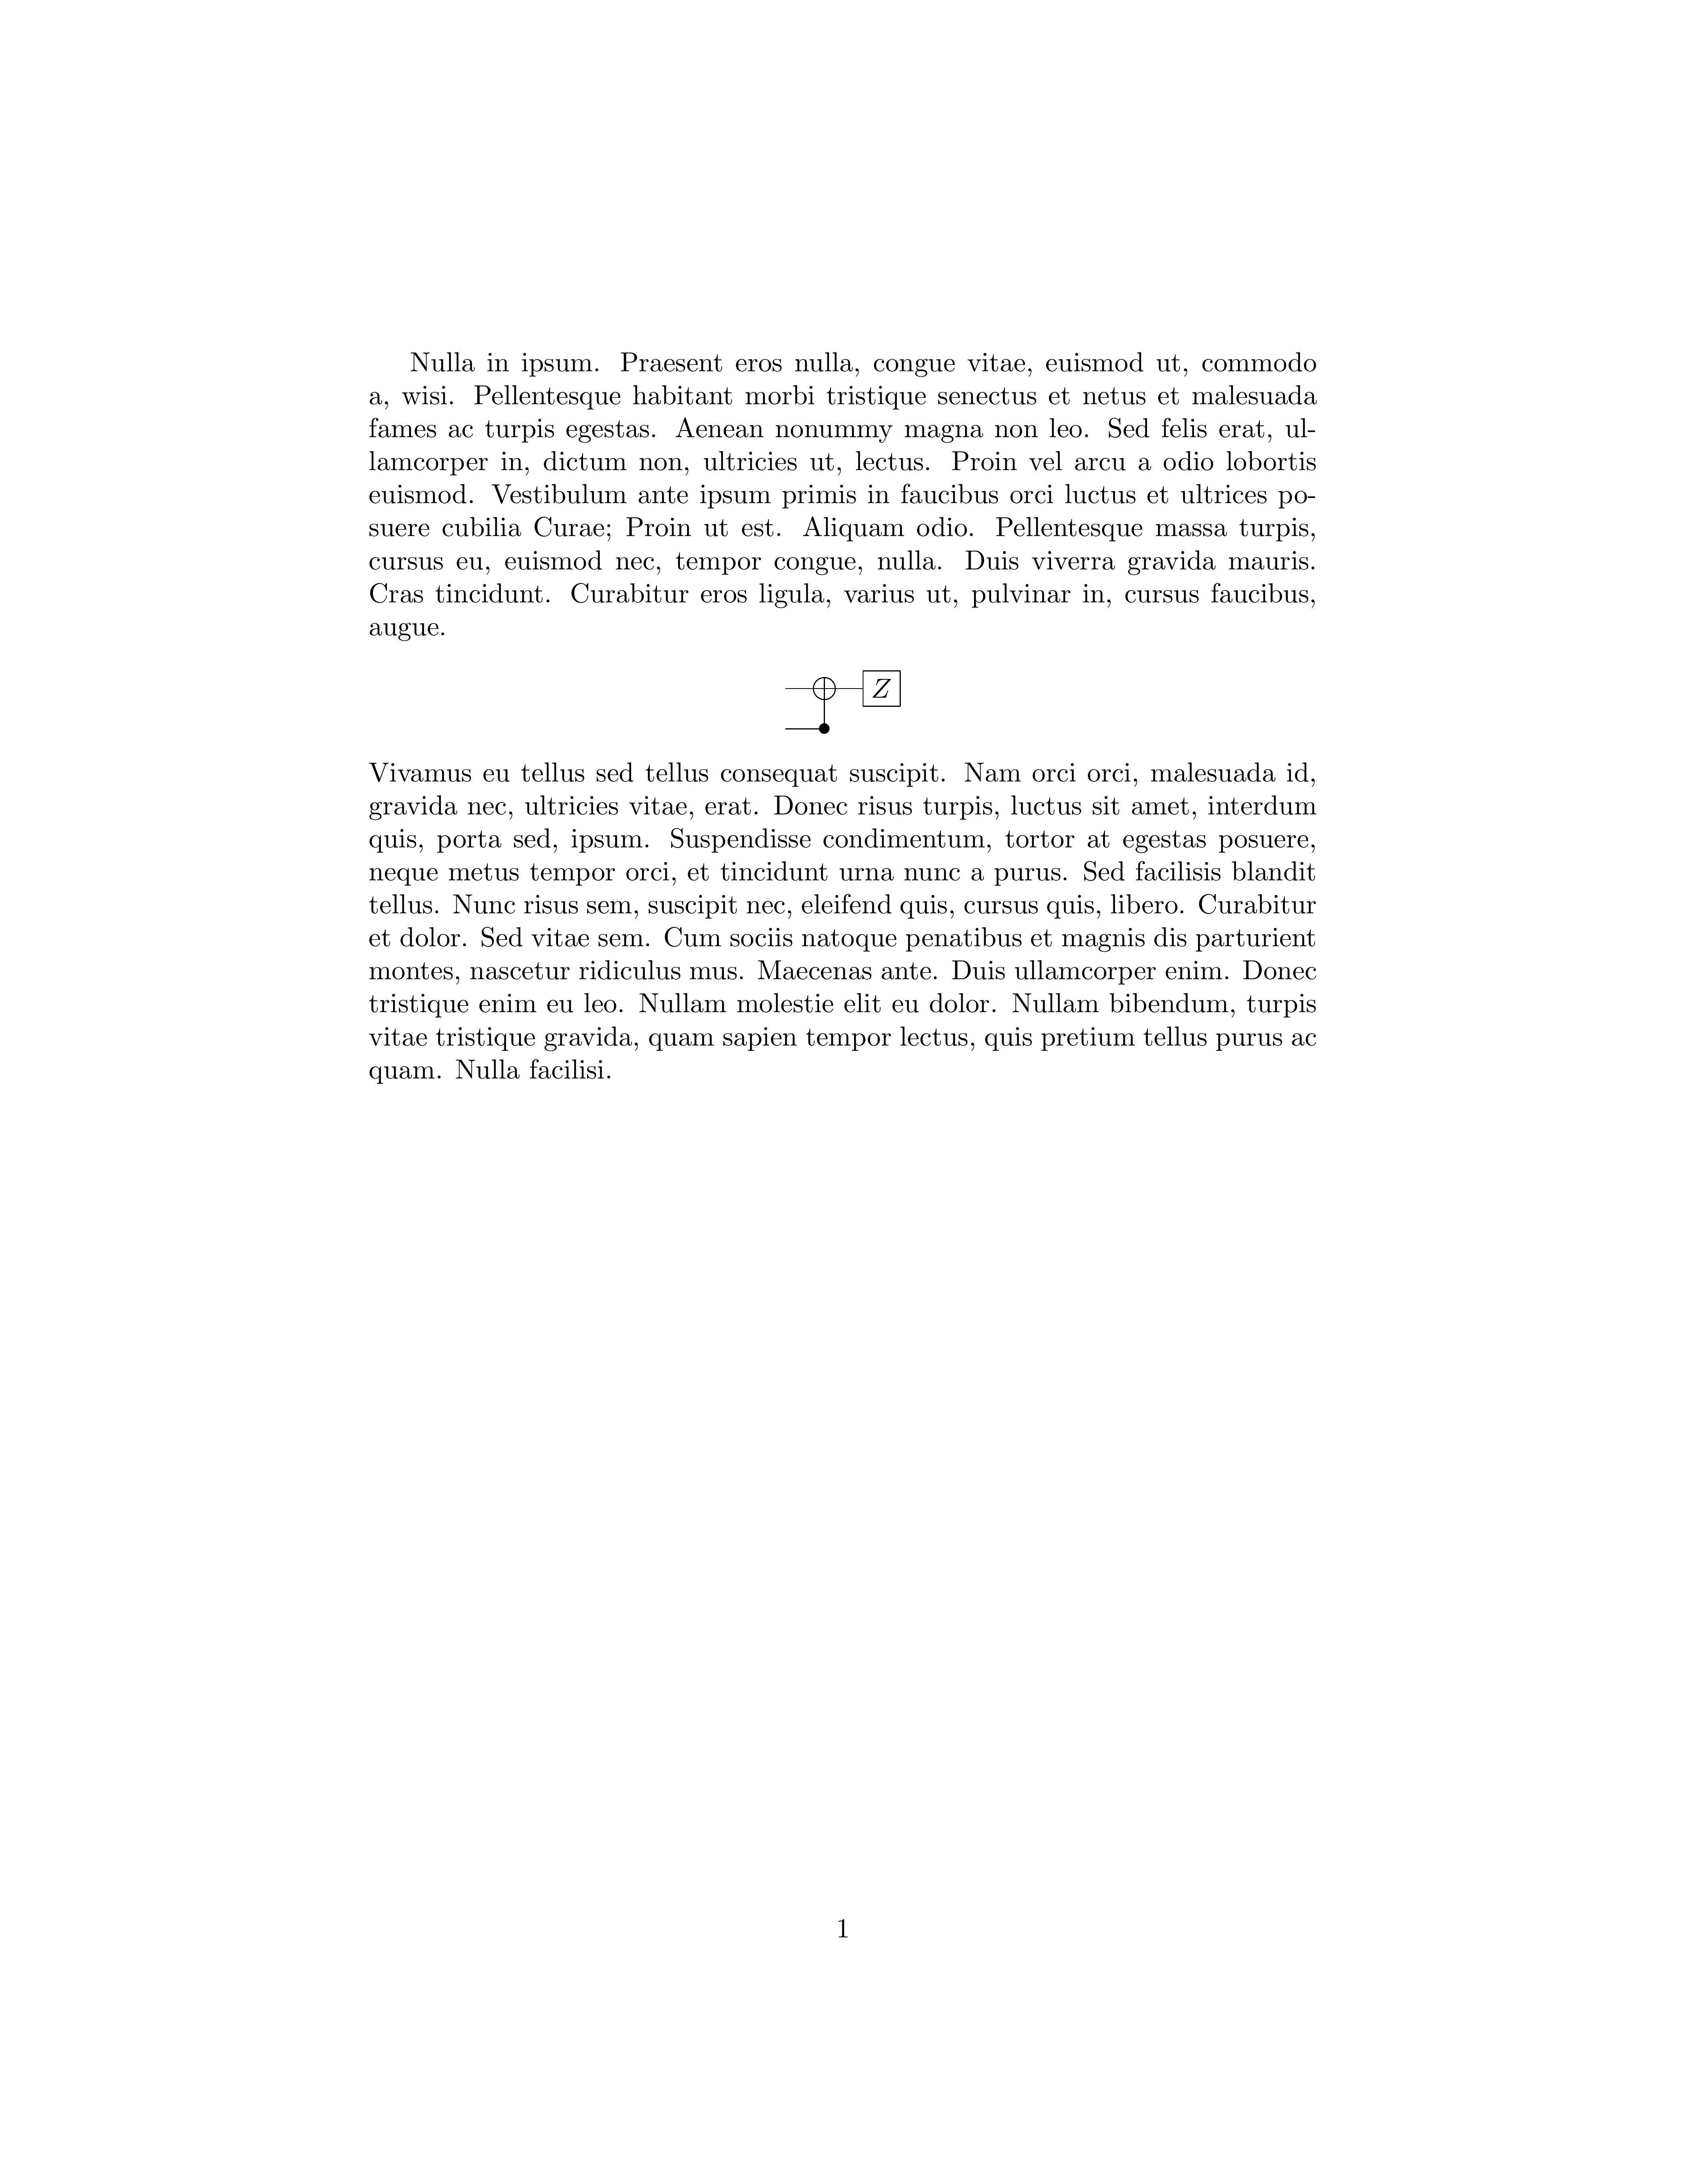 Nulla in ipsum. Praesent eros nulla, congue vitae, euismod ut, commodo
a, wisi. Pellentesque habitant morbi tristique senectus et netus et malesuada
fames ac turpis egestas. Aenean nonummy magna non leo. Sed felis erat, ul-
lamcorper in, dictum non, ultricies ut, lectus. Proin vel arcu a odio lobortis
euismod. Vestibulum ante ipsum primis in faucibus orci luctus et ultrices po-
suere cubilia Curae; Proin ut est. Aliquam odio. Pellentesque massa turpis,
cursus eu, euismod nec, tempor congue, nulla. Duis viverra gravida mauris.
Cras tincidunt. Curabitur eros ligula, varius ut, pulvinar in, cursus faucibus,
augue.
Z
Vivamus eu tellus sed tellus consequat suscipit. Nam orci orci, malesuada id,
gravida nec, ultricies vitae, erat. Donec risus turpis, luctus sit amet, interdum
quis, porta sed, ipsum. Suspendisse condimentum, tortor at egestas posuere,
neque metus tempor orci, et tincidunt urna nunc a purus. Sed facilisis blandit
tellus. Nunc risus sem, suscipit nec, eleifend quis, cursus quis, libero. Curabitur
et dolor. Sed vitae sem. Cum sociis natoque penatibus et magnis dis parturient
montes, nascetur ridiculus mus. Maecenas ante. Duis ullamcorper enim. Donec
tristique enim eu leo. Nullam molestie elit eu dolor. Nullam bibendum, turpis
vitae tristique gravida, quam sapien tempor lectus, quis pretium tellus purus ac
quam. Nulla facilisi.
1